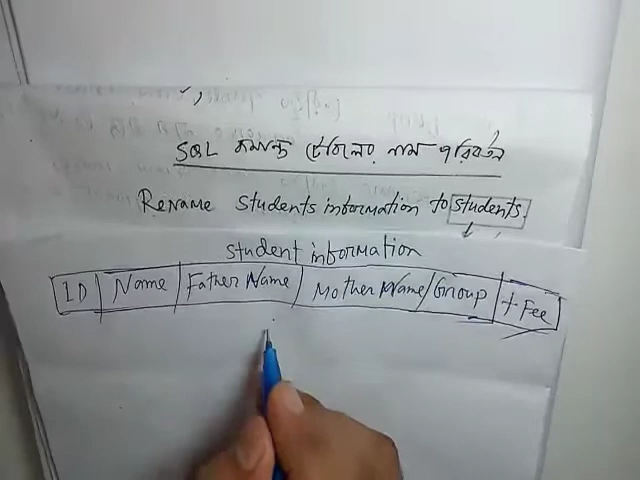 SQL কমান্ড টেবিলের নাম পরিবর্তন
Rename students information to students.
student information
ID Name Father Name Mother Name Group T. Fee